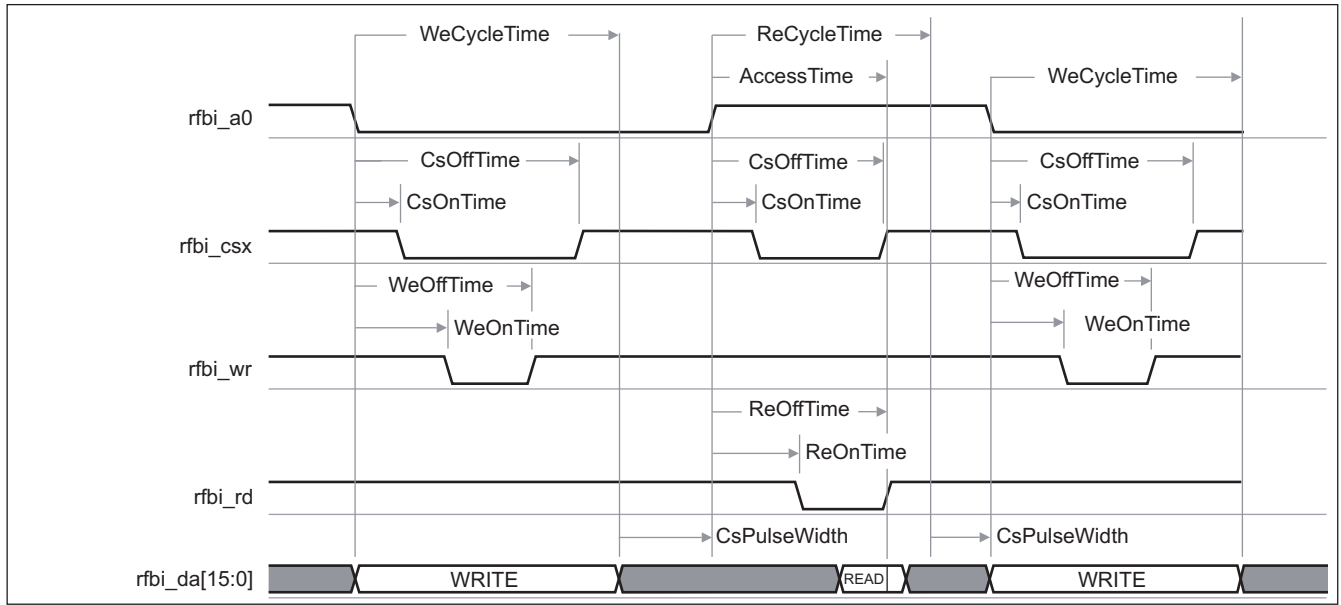 WeCycleTime ReCycleTime
AccessTime WeCycleTime
rfbi_a0
CsOffTime CsOffTime CsOffTime
CsOnTime CsOnTime CsOnTime
rfbi_csx
WeOffTime WeOffTime
WeOnTime WeOnTime
rfbi_wr
ReOffTime
ReOnTime
rfbi_rd
CsPulseWidth CsPulseWidth
rfbi_da[15:0] WRITE READ WRITE